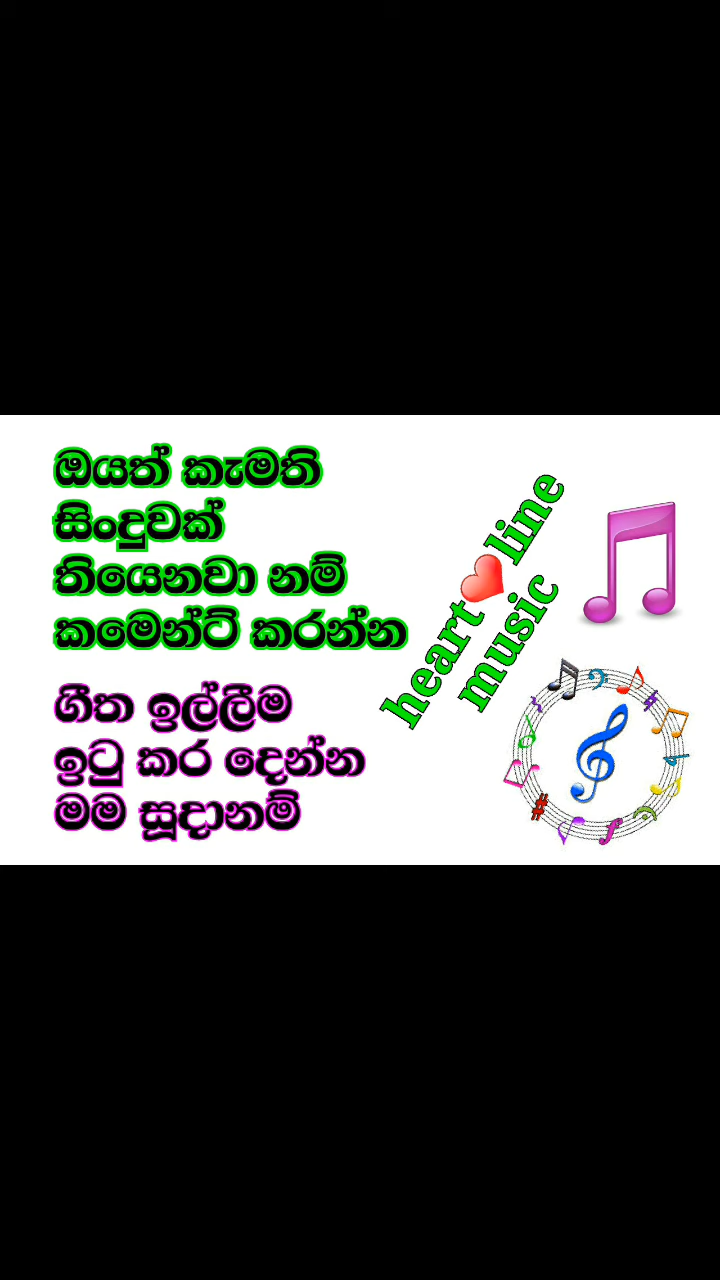 ඔයත් කැමති
සිංදුවක්
තියෙනවා නම්
කමෙන්ට් කරන්න
ගීත ඉල්ලීම
ඉටු කර දෙන්න
මම සූදානම්
heart❤line
music